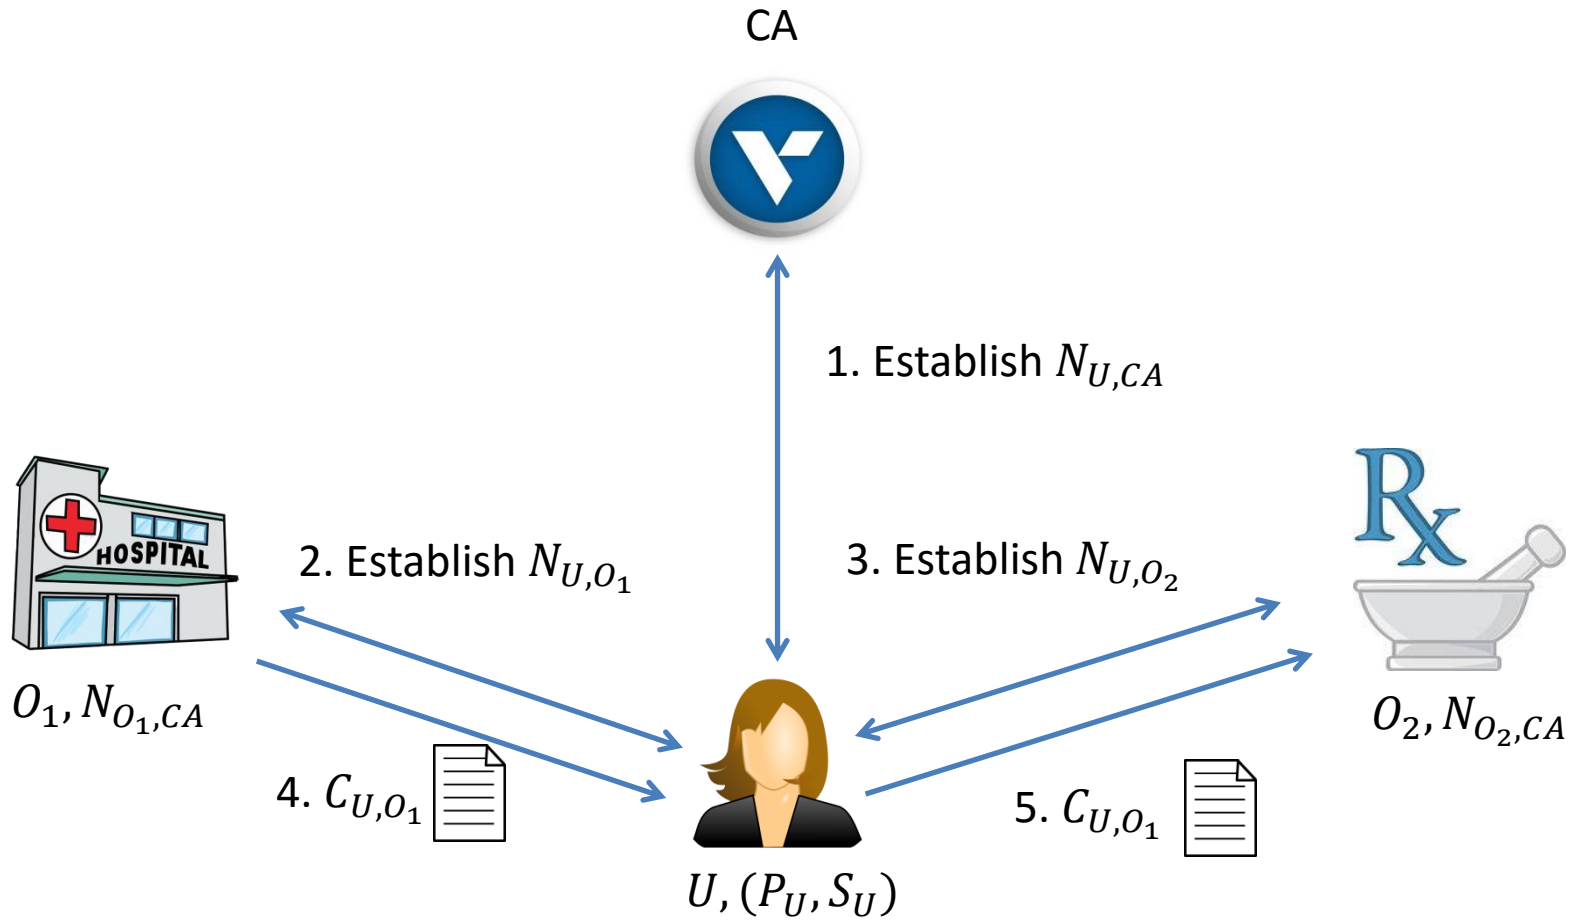 CA
1. Establish N_{U,CA}
HOSPITAL
2. Establish N_{U,O_1}
3. Establish N_{U,O_2}
Rx
O_1, N_{O_1,CA}
O_2, N_{O_2,CA}
4. C_{U,O_1}
5. C_{U,O_1}
U, (P_U, S_U)